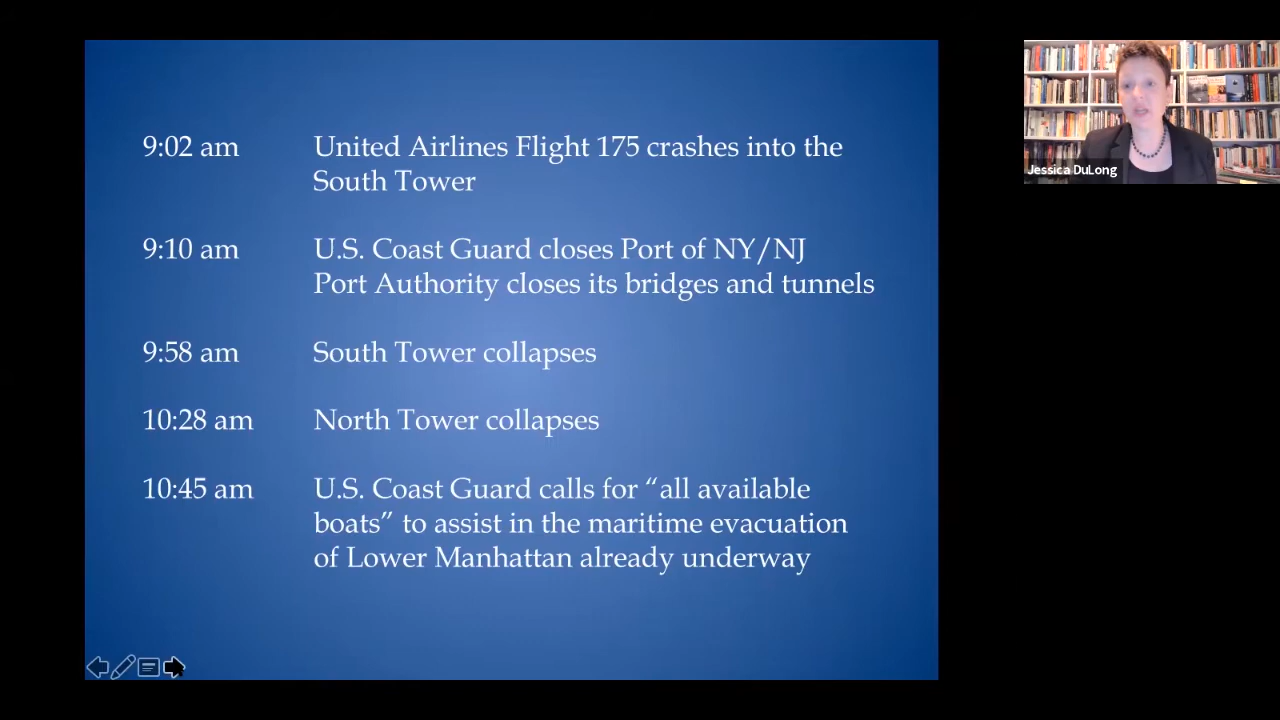 9:02 am United Airlines Flight 175 crashes into the
South Tower
9:10 am U.S. Coast Guard closes Port of NY/NJ
Port Authority closes its bridges and tunnels
9:58 am South Tower collapses
10:28 am North Tower collapses
10:45 am U.S. Coast Guard calls for “all available
boats” to assist in the maritime evacuation
of Lower Manhattan already underway
Jessica DuLong